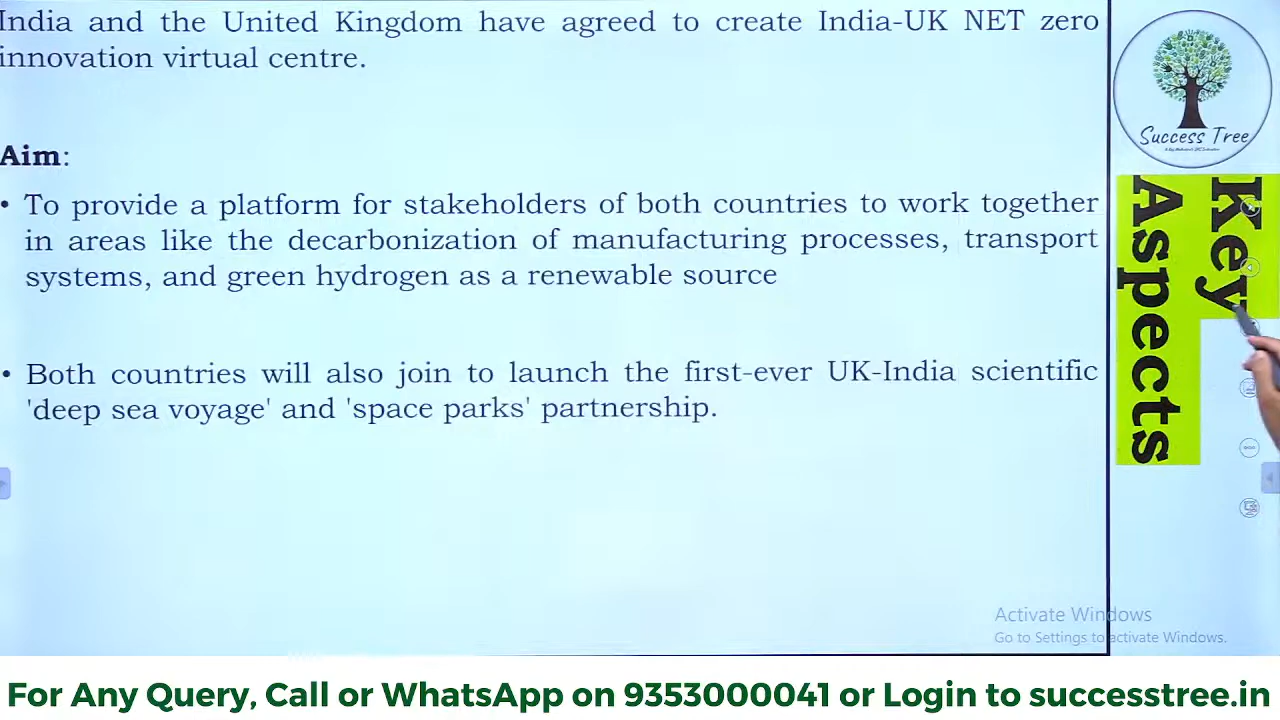 India and the United Kingdom have agreed to create India-UK NET zero
innovation virtual centre.
Aim:
• To provide a platform for stakeholders of both countries to work together
in areas like the decarbonization of manufacturing processes, transport
systems, and green hydrogen as a renewable source
• Both countries will also join to launch the first-ever UK-India scientific
'deep sea voyage' and 'space parks' partnership.
Success Tree
Key
Aspects
Activate Windows
Go to Settings to activate Windows.
For Any Query, Call or WhatsApp on 9353000041 or Login to successtree.in